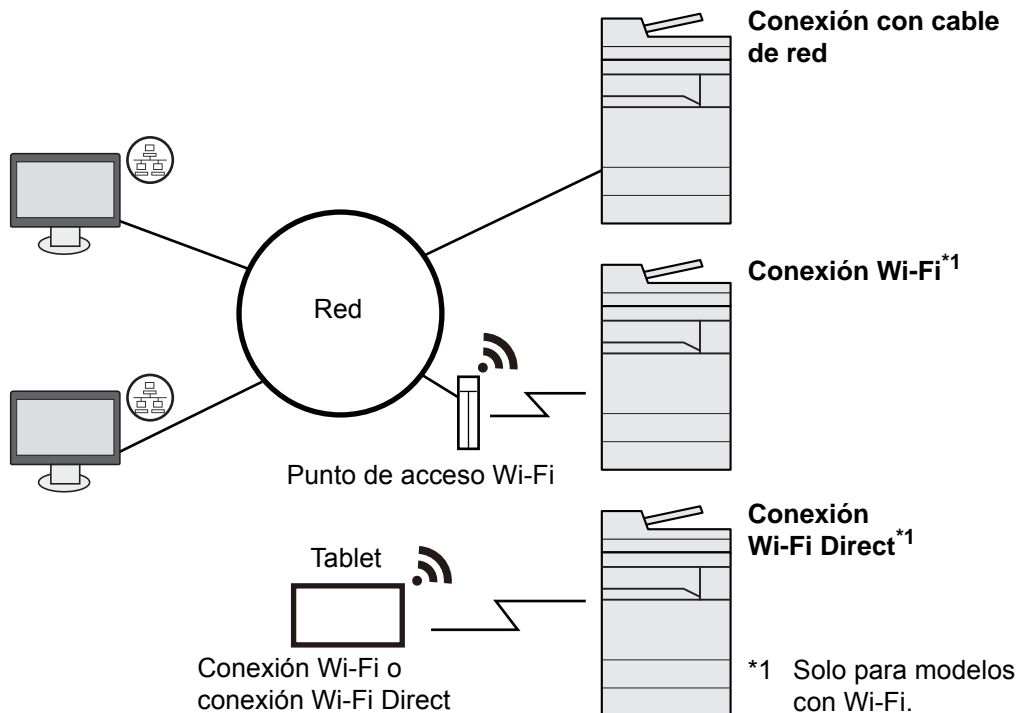 Conexión con cable
de red
Red
Conexión Wi-Fi*1
Punto de acceso Wi-Fi
Conexión
Wi-Fi Direct*1
Tablet
Conexión Wi-Fi o
conexión Wi-Fi Direct
*1 Solo para modelos
con Wi-Fi.